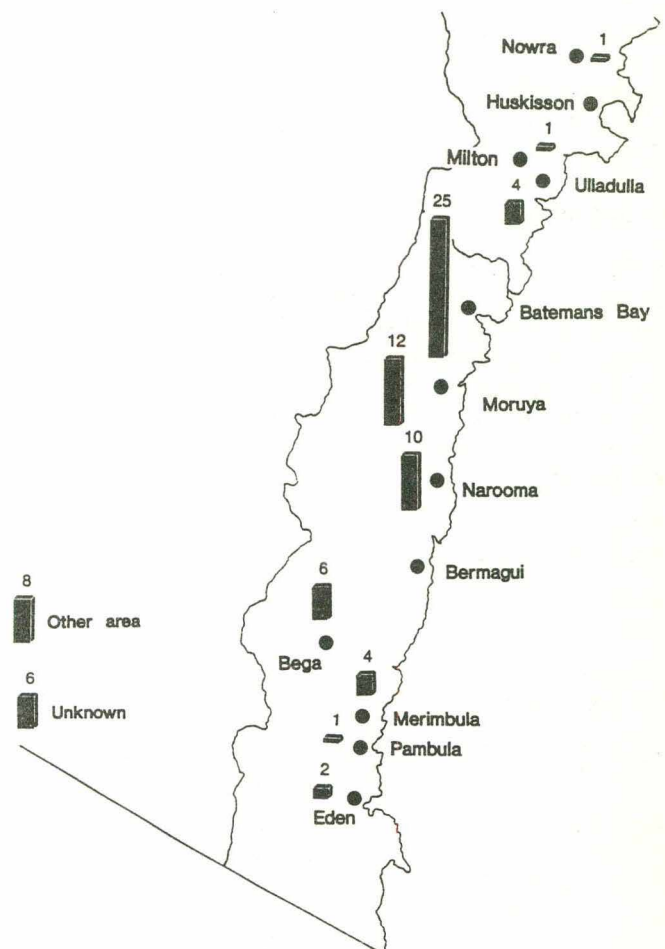 1
Nowra
Huskisson
1
Milton
Ulladulla
4
25
Batemans Bay
12
Moruya
10
Narooma
Bermagui
6
8
Other area
Bega
4
6
Unknown
Merimbula
1
Pambula
2
Eden